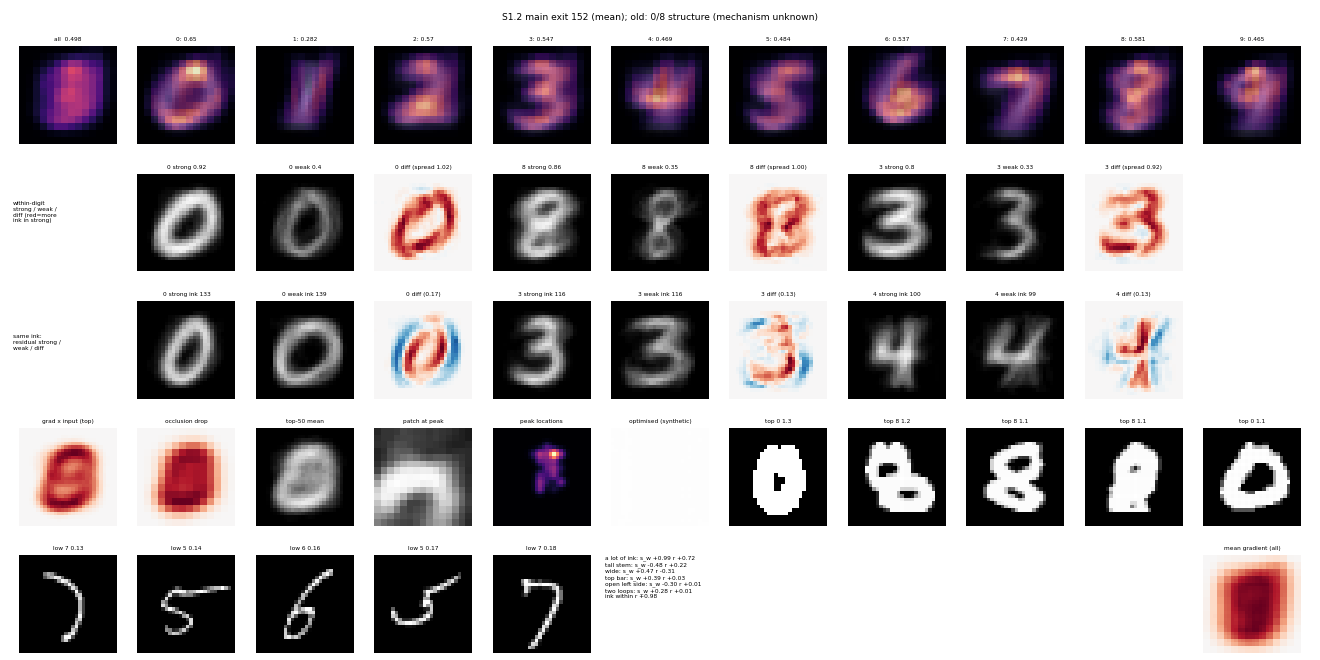 S1.2 main exit 152 (mean); old: 0/8 structure (mechanism unknown)
all 0.498
0: 0.65
1: 0.282
2: 0.57
3: 0.547
4: 0.469
5: 0.484
6: 0.537
7: 0.429
8: 0.581
9: 0.465
within-digit
strong / weak /
diff (red=more
ink in strong)
0 strong 0.92
0 weak 0.4
0 diff (spread 1.02)
8 strong 0.86
8 weak 0.35
8 diff (spread 1.00)
3 strong 0.8
3 weak 0.33
3 diff (spread 0.92)
same ink:
residual strong /
weak / diff
0 strong ink 133
0 weak ink 139
0 diff (0.17)
3 strong ink 116
3 weak ink 116
3 diff (0.13)
4 strong ink 100
4 weak ink 99
4 diff (0.13)
grad x input (top)
occlusion drop
top-50 mean
patch at peak
peak locations
optimised (synthetic)
top 0 1.3
top 8 1.2
top 8 1.1
top 8 1.1
top 0 1.1
low 7 0.13
low 5 0.14
low 6 0.16
low 5 0.17
low 7 0.18
a lot of ink: s_w +0.99 r +0.72
tall stem: s_w -0.48 r +0.22
wide: s_w +0.47 r -0.31
top bar: s_w +0.39 r +0.03
open left side: s_w -0.30 r +0.01
two loops: s_w +0.28 r +0.01
ink within r +0.98
mean gradient (all)